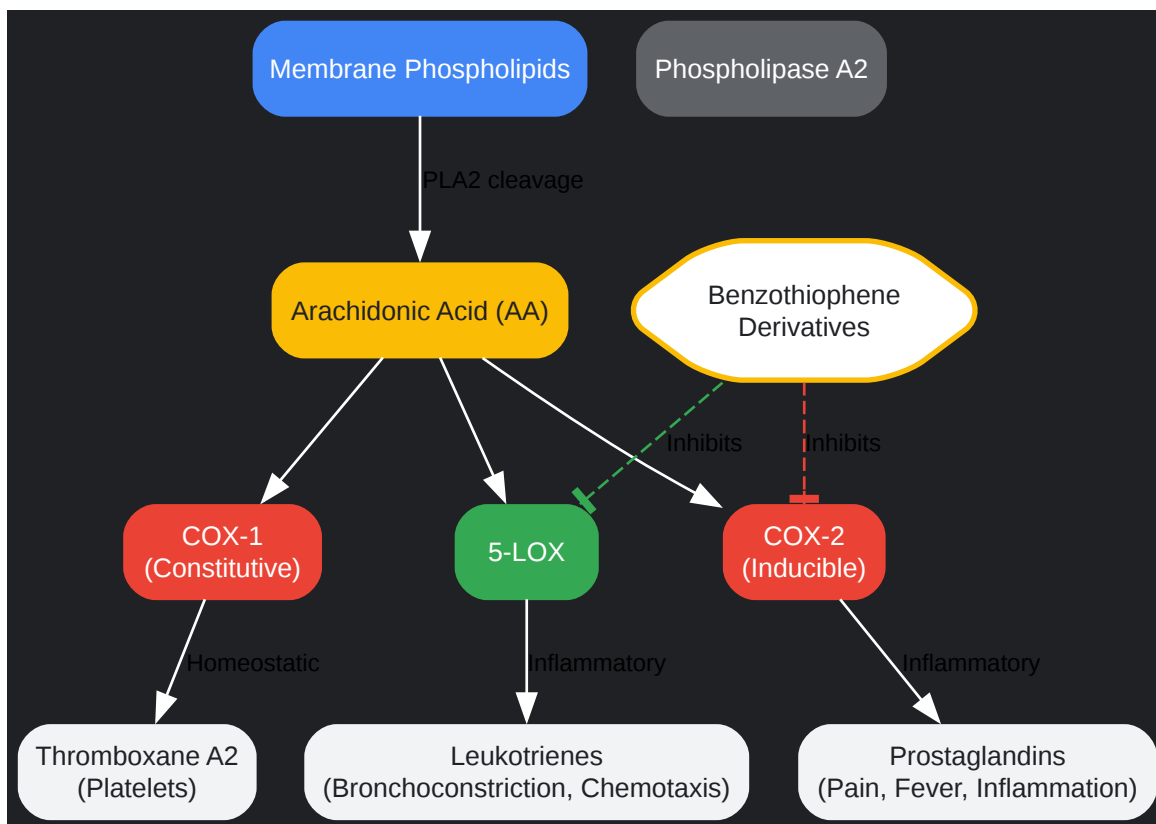 Membrane Phospholipids
Phospholipase A2
PLA2 cleavage
Arachidonic Acid (AA)
Benzothiophene
Derivatives
Inhibits
Inhibits
COX-1
(Constitutive)
5-LOX
COX-2
(Inducible)
Homeostatic
Inflammatory
Inflammatory
Thromboxane A2
(Platelets)
Leukotrienes
(Bronchoconstriction, Chemotaxis)
Prostaglandins
(Pain, Fever, Inflammation)